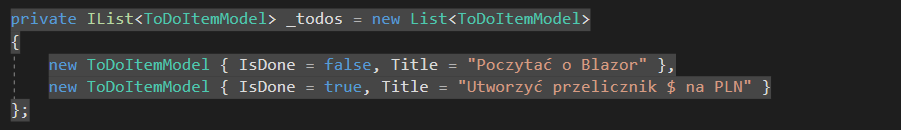 private IList<ToDoItemModel> _todos = new List<ToDoItemModel>
{
new ToDoItemModel { IsDone = false, Title = "Poczytać o Blazor" },
new ToDoItemModel { IsDone = true, Title = "Utworzyć przelicznik $ na PLN" }
};